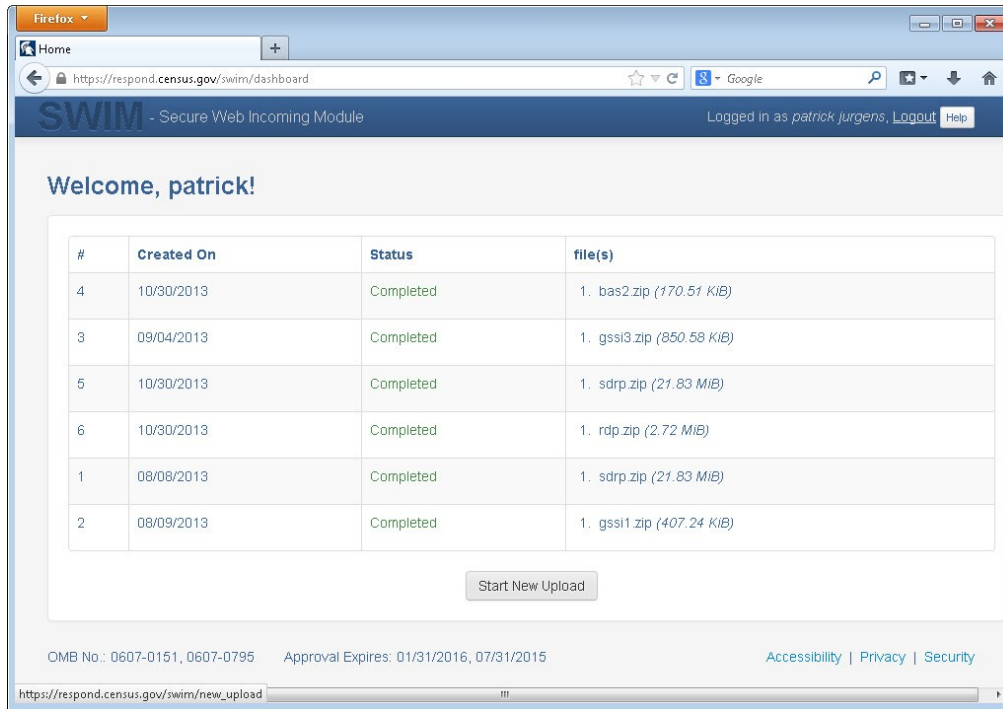 Firefox
Home
https://respond.census.gov/swim/dashboard
Google
SWIM - Secure Web Incoming Module
Logged in as patrick jurgens, Logout Help
Welcome, patrick!
# Created On Status file(s)
4 10/30/2013 Completed 1. bas2.zip (170.51 KiB)
3 09/04/2013 Completed 1. gssi3.zip (850.58 KiB)
5 10/30/2013 Completed 1. sdrp.zip (21.83 MiB)
6 10/30/2013 Completed 1. rdp.zip (2.72 MiB)
1 08/08/2013 Completed 1. sdrp.zip (21.83 MiB)
2 08/09/2013 Completed 1. gssi1.zip (407.24 KiB)
Start New Upload
OMB No.: 0607-0151, 0607-0795 Approval Expires: 01/31/2016, 07/31/2015 Accessibility | Privacy | Security
https://respond.census.gov/swim/new_upload